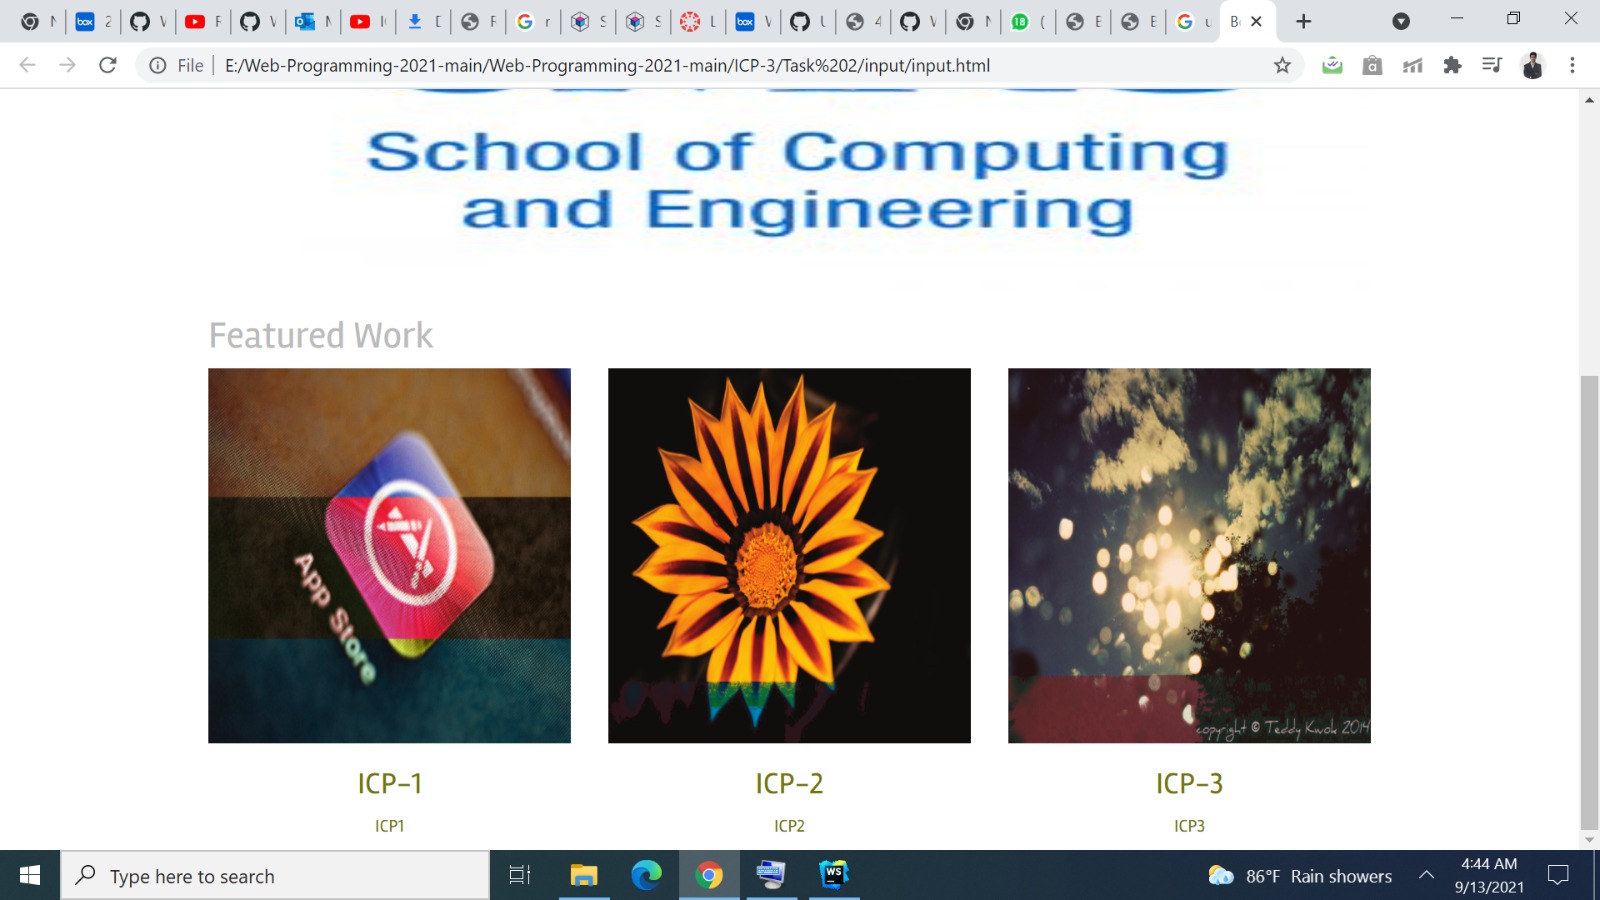 2
File
E:/Web-Programming-2021-main/Web-Programming-2021-main/ICP-3/Task%202/input/input.html
School of Computing
and Engineering
Featured Work
App Store
copyright © Teddy Kwok 2014
ICP-1
ICP-2
ICP-3
ICP1
ICP2
ICP3
Type here to search
WS
86°F Rain showers
4:44 AM
9/13/2021